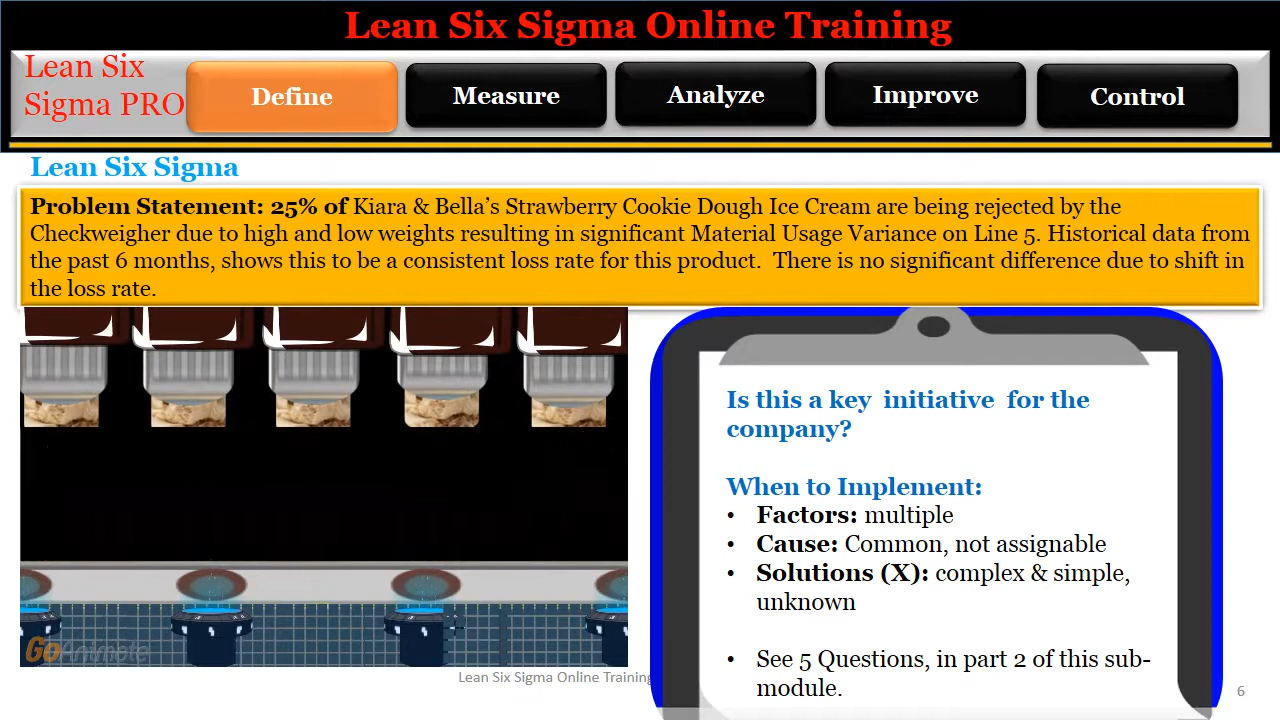 Lean Six Sigma Online Training
Lean Six
Sigma PRO
Define
Measure
Analyze
Improve
Control
Lean Six Sigma
Problem Statement: 25% of Kiara & Bella’s Strawberry Cookie Dough Ice Cream are being rejected by the
Checkweigher due to high and low weights resulting in significant Material Usage Variance on Line 5. Historical data from
the past 6 months, shows this to be a consistent loss rate for this product. There is no significant difference due to shift in
the loss rate.
Is this a key initiative for the
company?
When to Implement:
• Factors: multiple
• Cause: Common, not assignable
• Solutions (X): complex & simple,
unknown
• See 5 Questions, in part 2 of this sub-
module.
GoAnimate
Lean Six Sigma Online Training
6